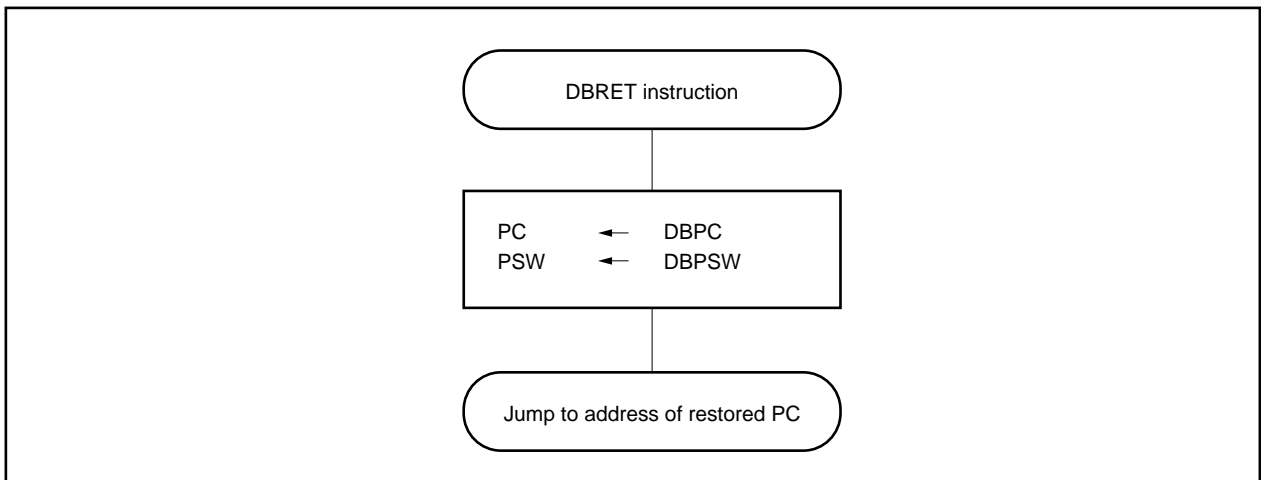 DBRET instruction
PC ← DBPC
PSW ← DBPSW
Jump to address of restored PC